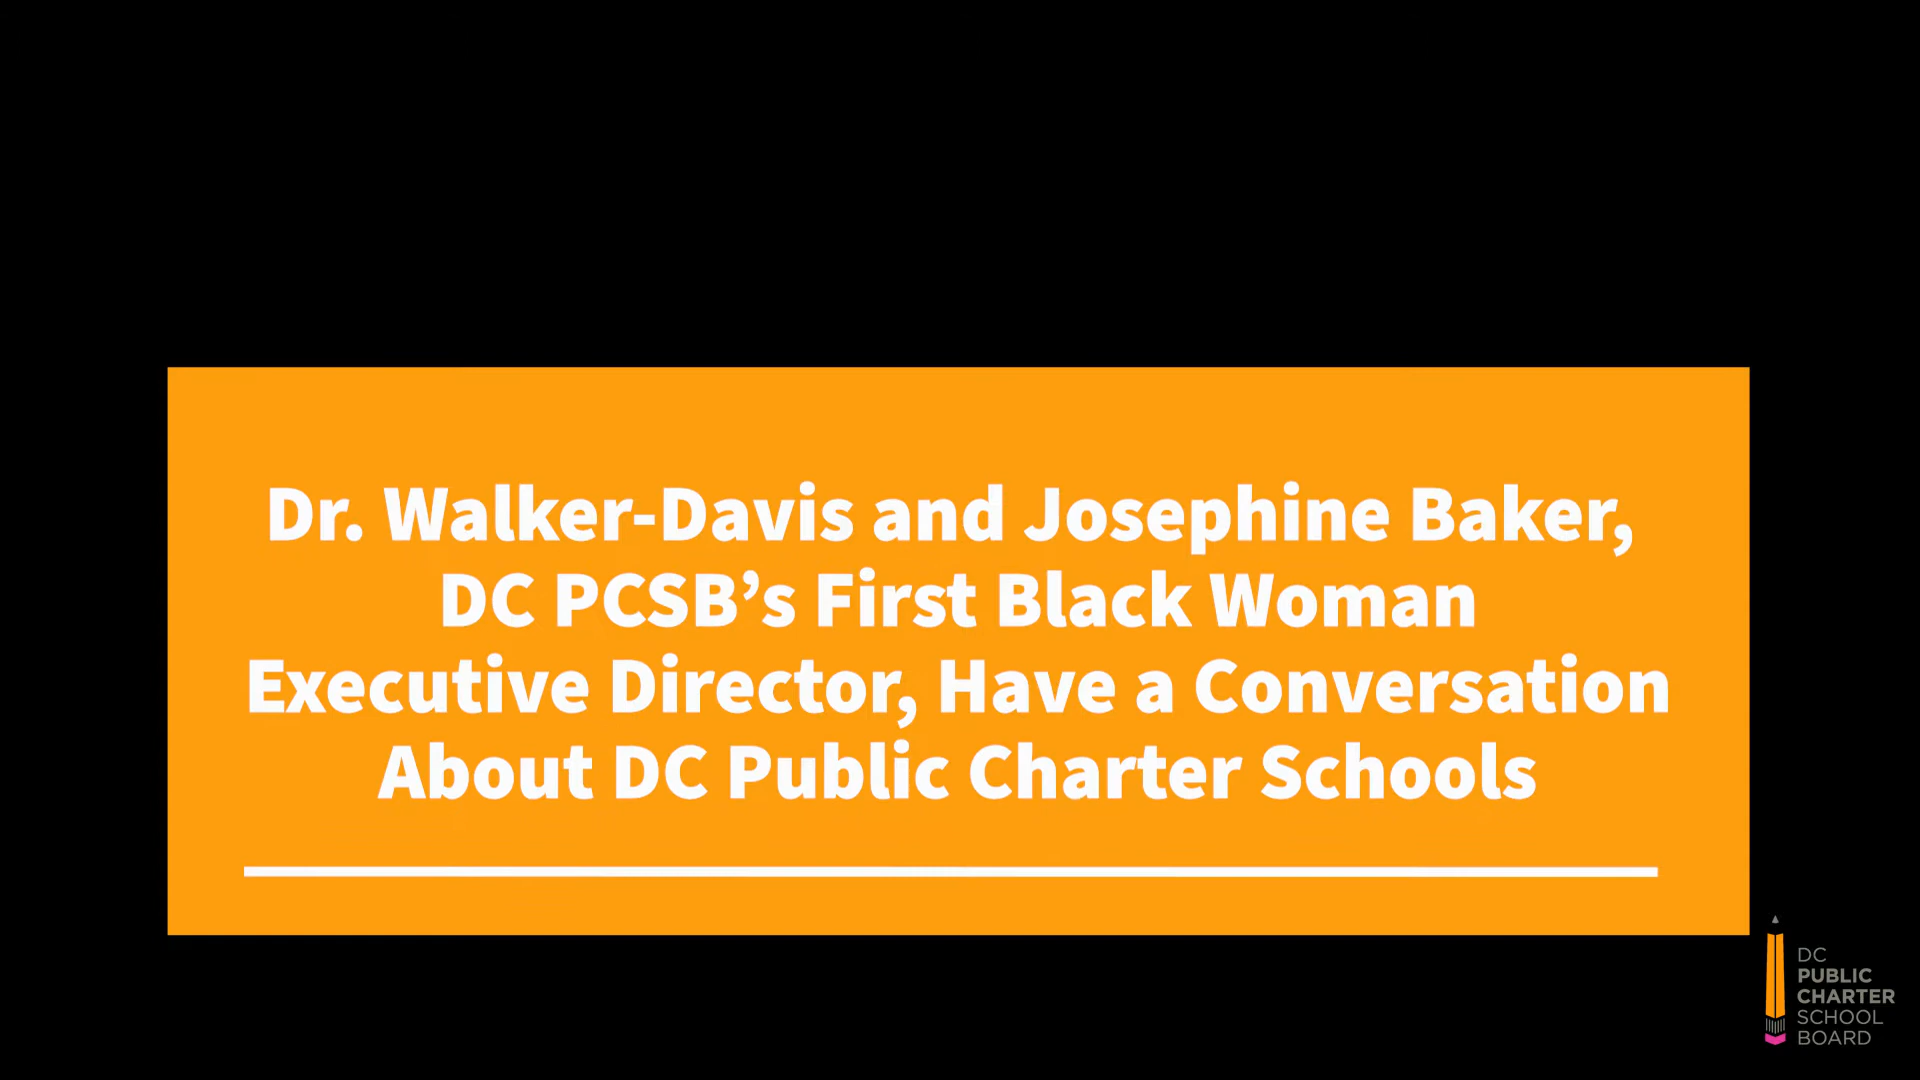 Dr. Walker-Davis and Josephine Baker,
DC PCSB’s First Black Woman
Executive Director, Have a Conversation
About DC Public Charter Schools
DC
PUBLIC
CHARTER
SCHOOL
BOARD